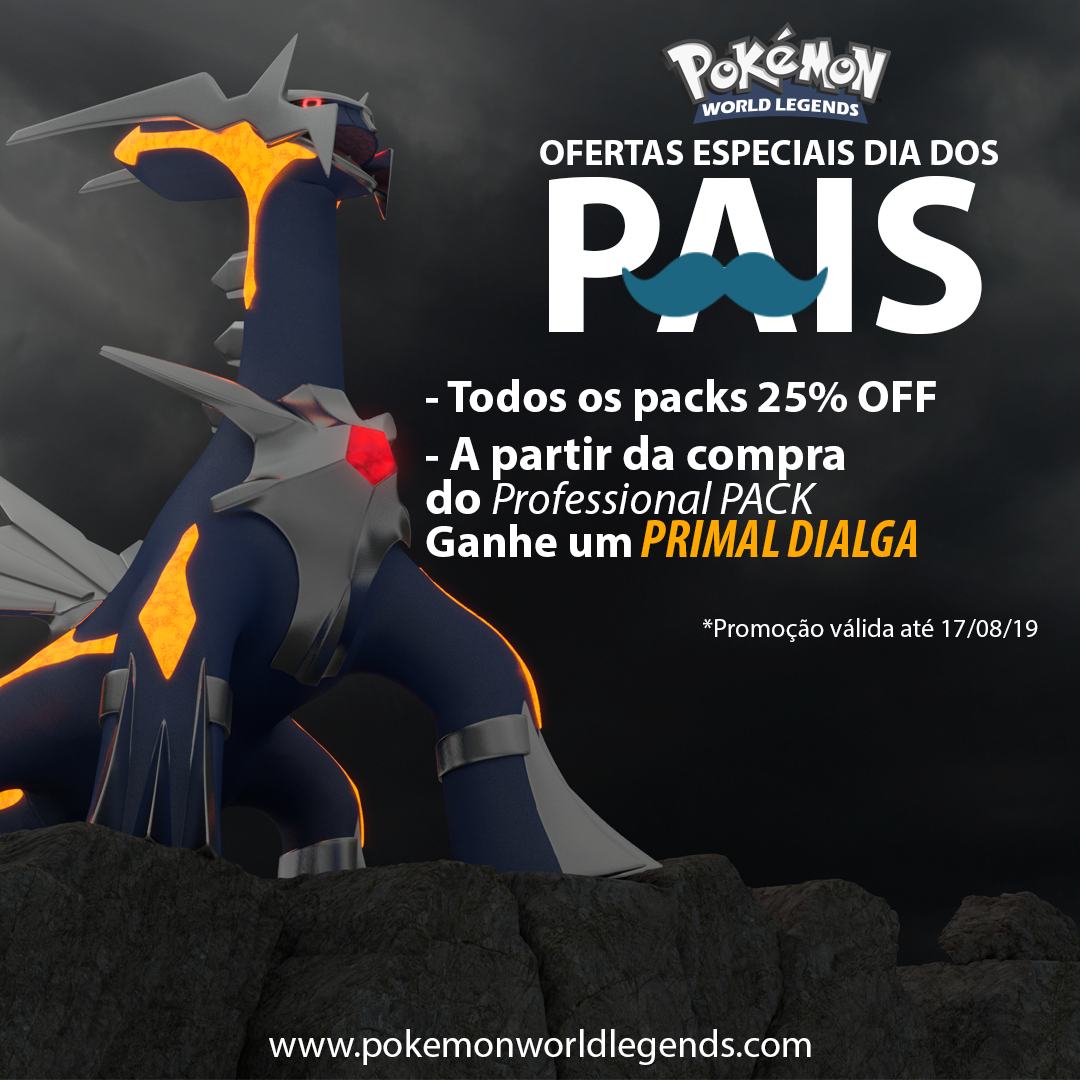 POKéMON
WORLD LEGENDS
OFERTAS ESPECIAIS DIA DOS
PAIS
- Todos os packs 25% OFF
- A partir da compra
do Professional PACK
Ganhe um PRIMAL DIALGA
*Promoção válida até 17/08/19
www.pokemonworldlegends.com